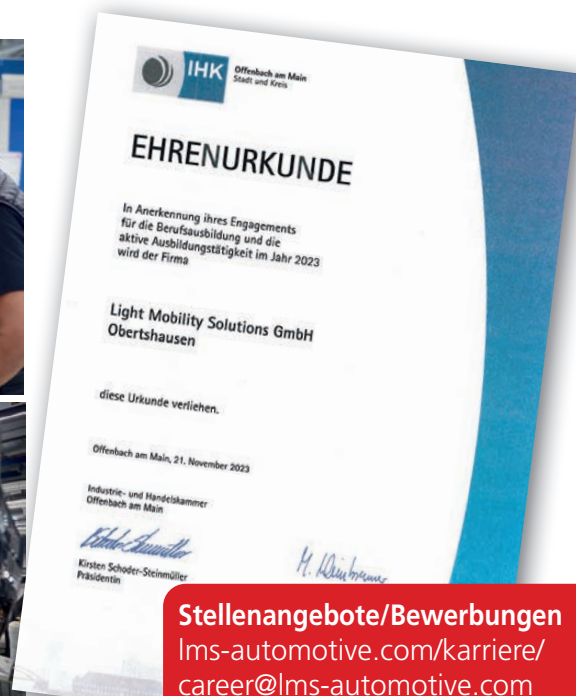 IHK
Offenbach am Main
Stadt und Kreis
EHRENURKUNDE
In Anerkennung ihres Engagements
für die Berufsausbildung und die
aktive Ausbildungstätigkeit im Jahr 2023
wird der Firma
Light Mobility Solutions GmbH
Obertshausen
diese Urkunde verliehen.
Offenbach am Main, 21. November 2023
Industrie- und Handelskammer
Offenbach am Main
Kirsten Schoder-Steinmüller
Präsidentin
Stellenangebote/Bewerbungen
lms-automotive.com/karriere/
career@lms-automotive.com